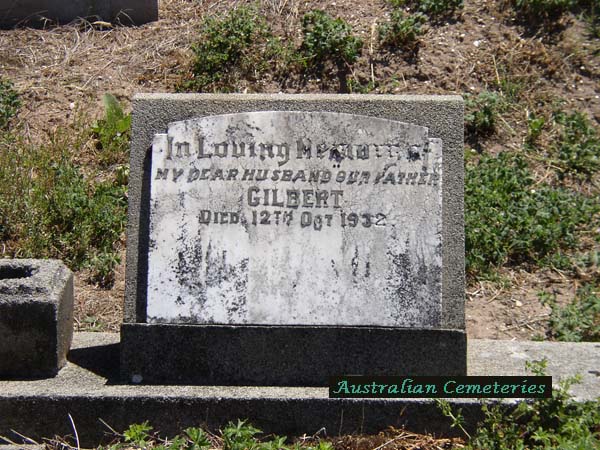 In Loving Memory of
MY DEAR HUSBAND OUR FATHER
GILBERT
DIED 12TH OCT 1932
Australian Cemeteries